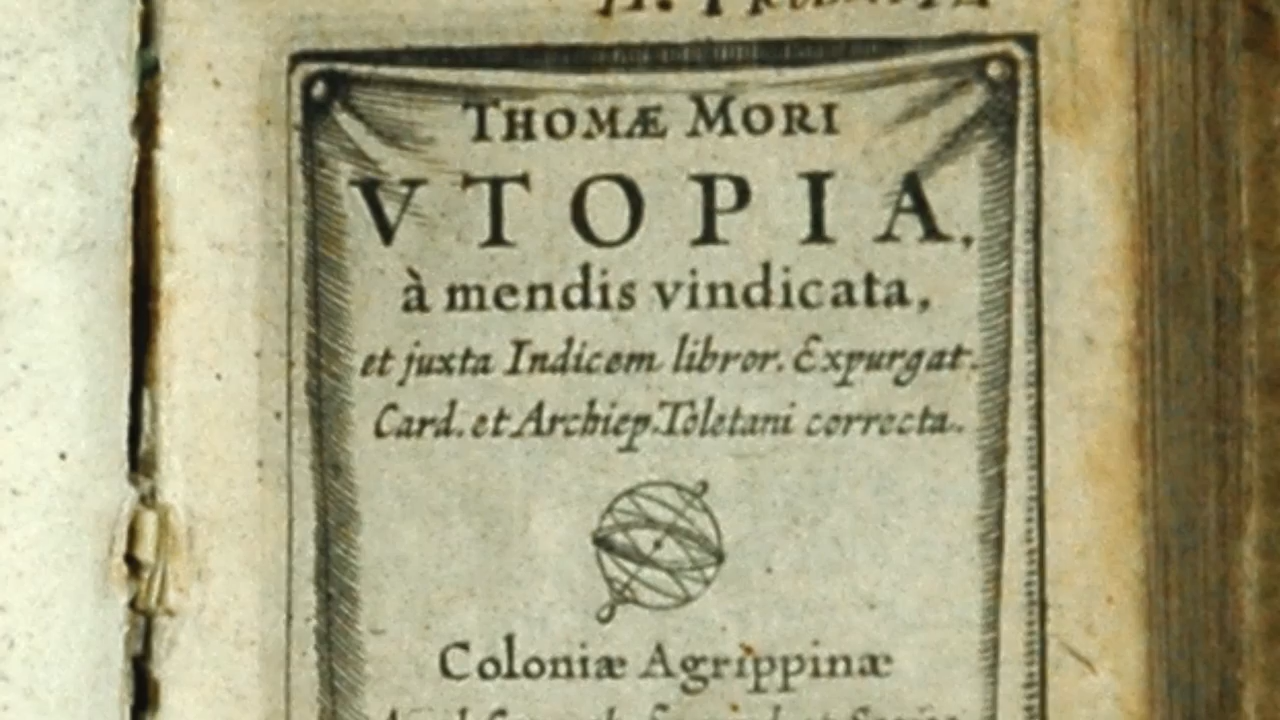 THOMÆ MORI
VTOPIA,
à mendis vindicata,
et juxta Indicem libror. Expurgat.
Card. et Archiep. Toletani correcta.
Coloniæ Agrippinæ